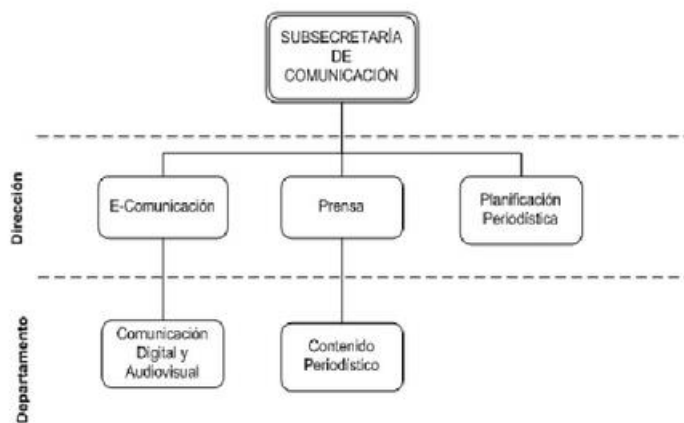 SUBSECRETARÍA
DE
COMUNICACIÓN
Dirección
E-Comunicación
Prensa
Planificación
Periodística
Departamento
Comunicación
Digital y
Audiovisual
Contenido
Periodístico